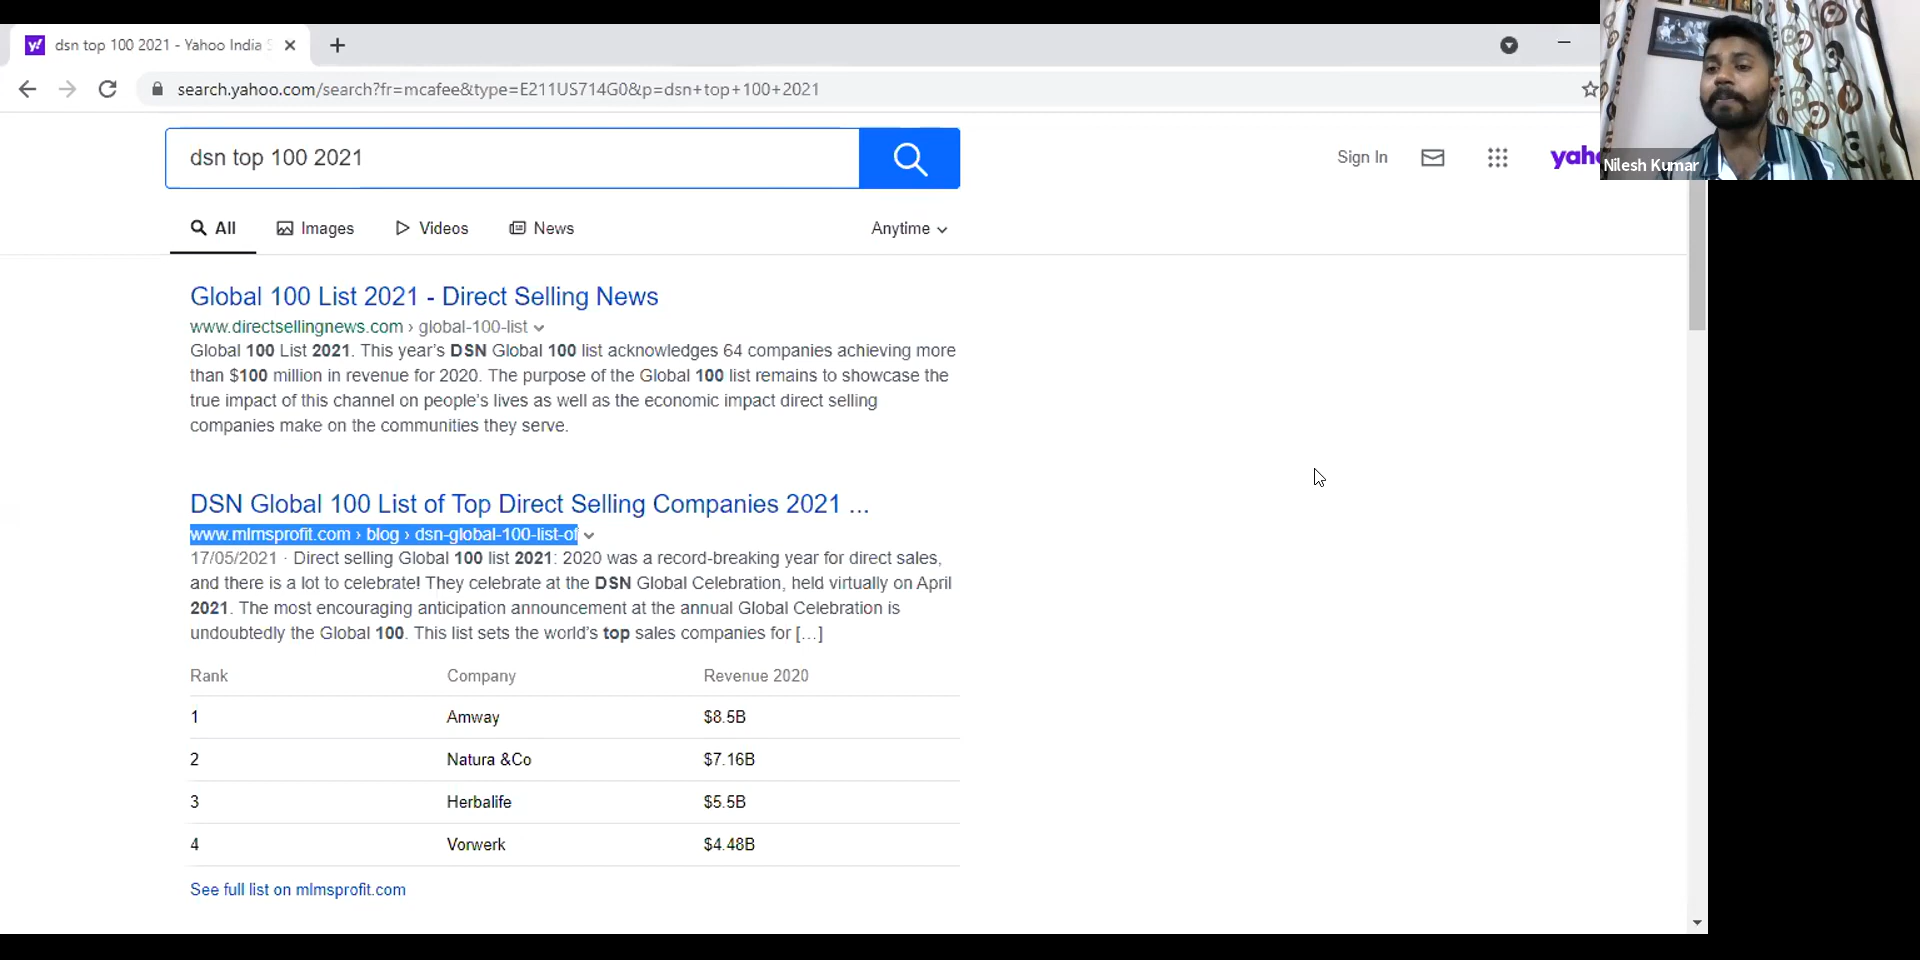 dsn top 100 2021 - Yahoo India
search.yahoo.com/search?fr=mcafee&type=E211US714G0&p=dsn+top+100+2021
dsn top 100 2021
Sign In
Nilesh Kumar
All Images Videos News Anytime
Global 100 List 2021 - Direct Selling News
www.directsellingnews.com › global-100-list
Global 100 List 2021. This year's DSN Global 100 list acknowledges 64 companies achieving more
than $100 million in revenue for 2020. The purpose of the Global 100 list remains to showcase the
true impact of this channel on people's lives as well as the economic impact direct selling
companies make on the communities they serve.
DSN Global 100 List of Top Direct Selling Companies 2021 ...
www.mlmsprofit.com › blog › dsn-global-100-list-of
17/05/2021 · Direct selling Global 100 list 2021: 2020 was a record-breaking year for direct sales,
and there is a lot to celebrate! They celebrate at the DSN Global Celebration, held virtually on April
2021. The most encouraging anticipation announcement at the annual Global Celebration is
undoubtedly the Global 100. This list sets the world's top sales companies for [...]
Rank Company Revenue 2020
1 Amway $8.5B
2 Natura &Co $7.16B
3 Herbalife $5.5B
4 Vorwerk $4.48B
See full list on mlmsprofit.com